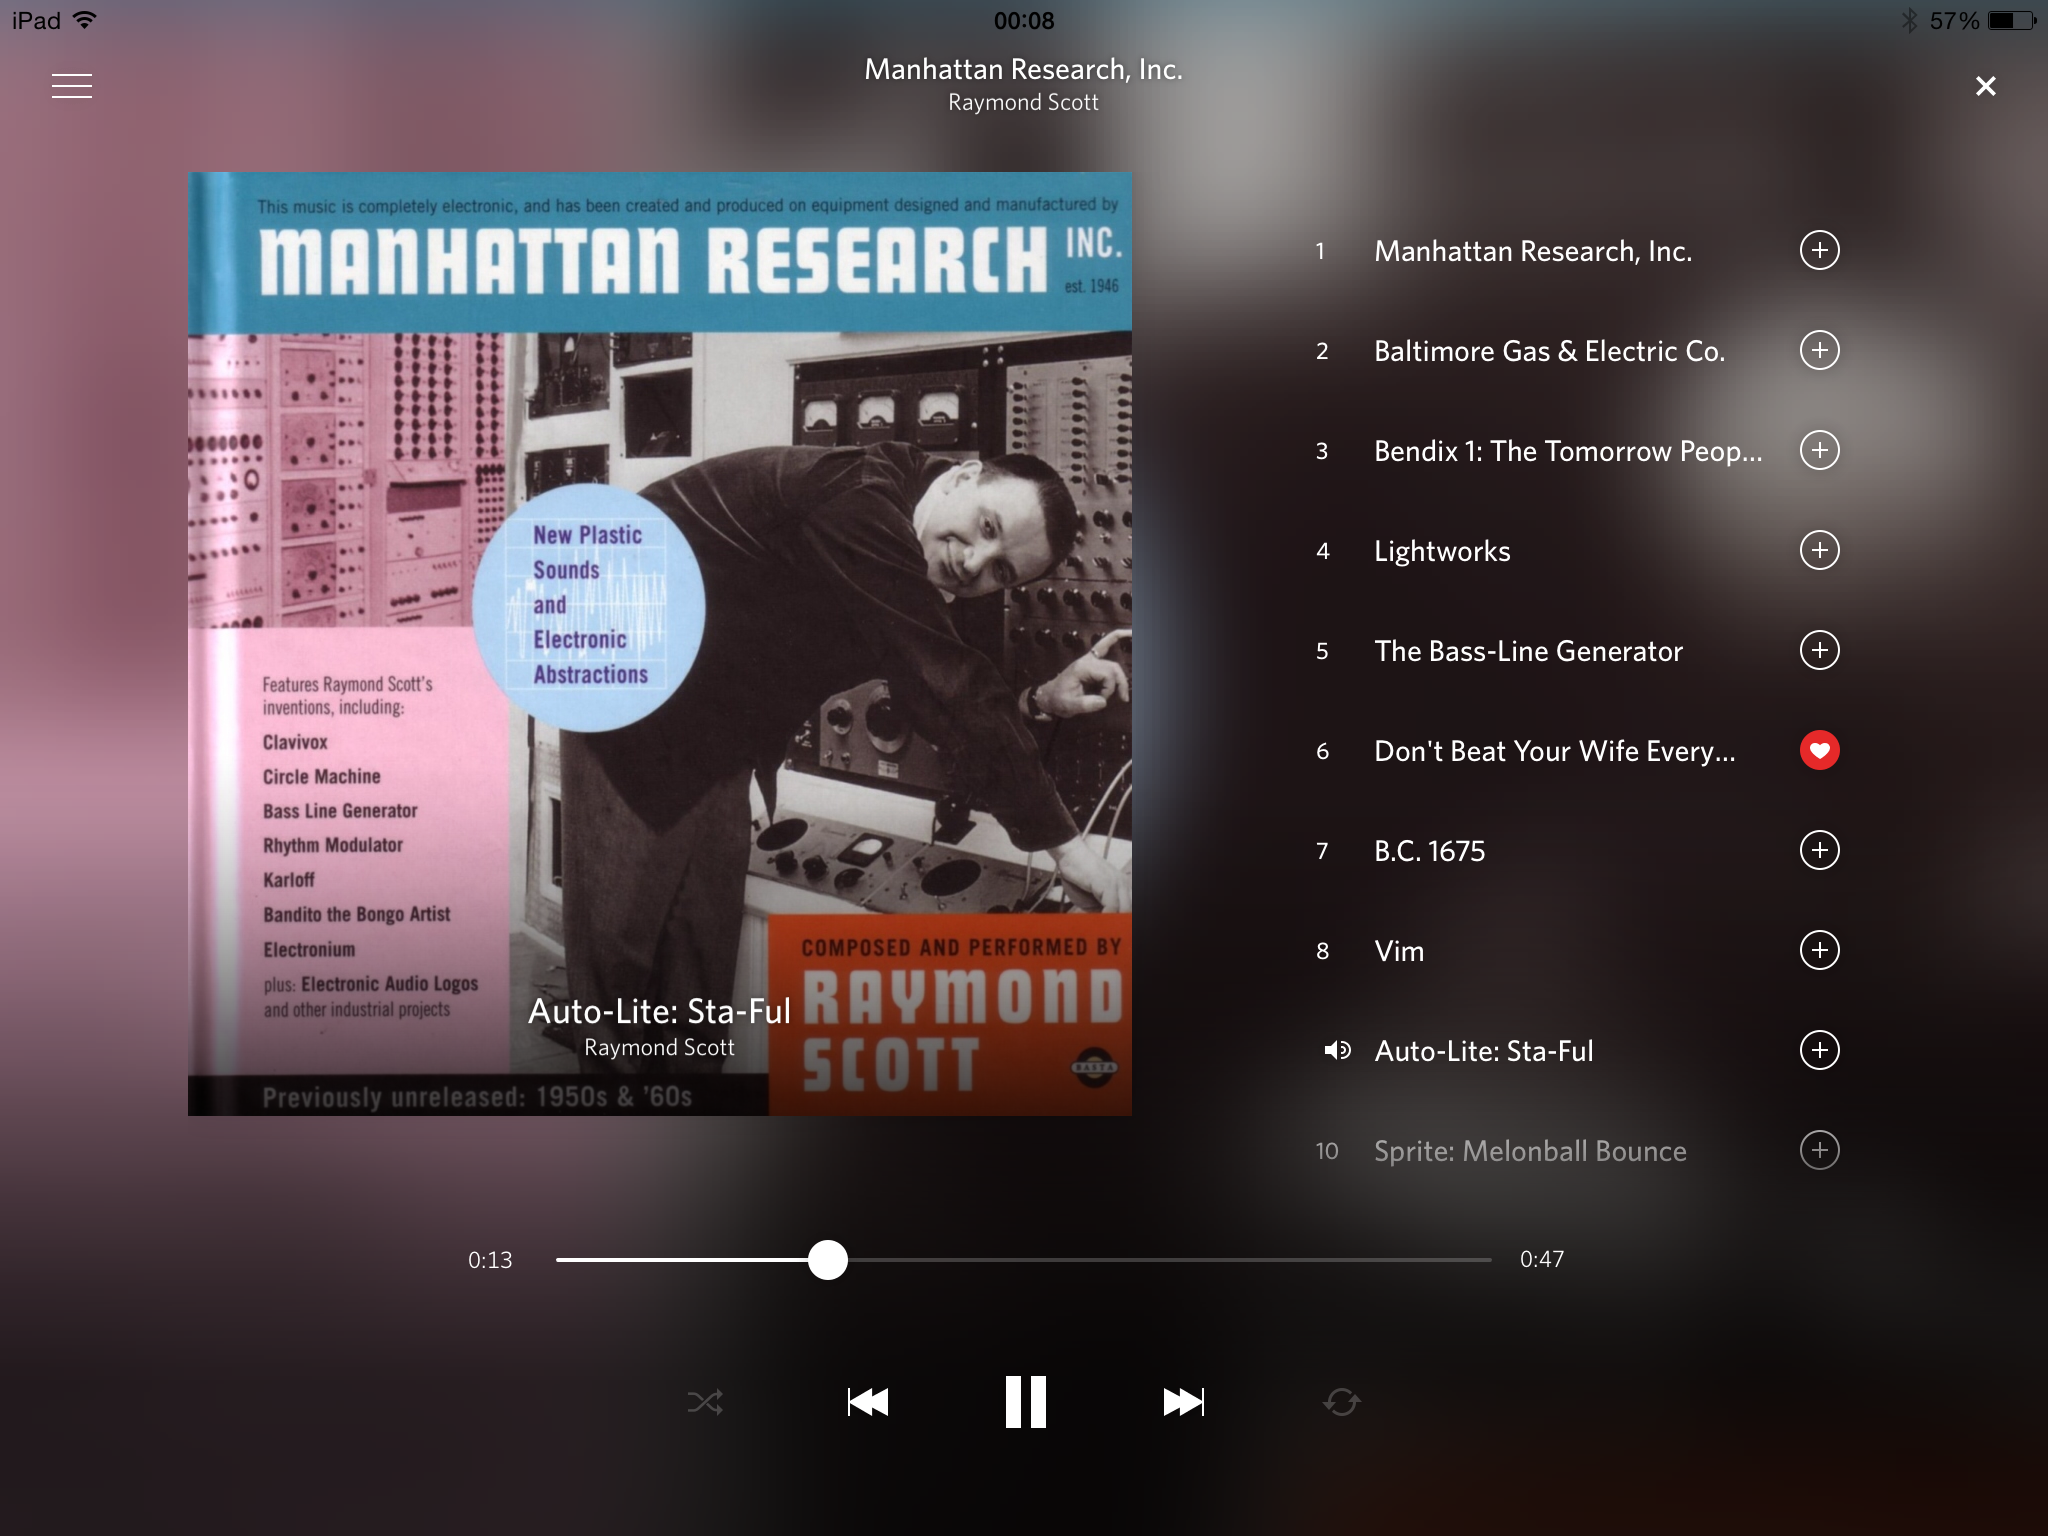 iPad
00:08
57%
Manhattan Research, Inc.
Raymond Scott
This music is completely electronic, and has been created and produced on equipment designed and manufactured by
MANHATTAN RESEARCH INC.
est. 1946
New Plastic
Sounds
and
Electronic
Abstractions
Features Raymond Scott's
inventions, including:
Clavivox
Circle Machine
Bass Line Generator
Rhythm Modulator
Karloff
Bandito the Bongo Artist
Electronium
plus: Electronic Audio Logos
and other industrial projects
COMPOSED AND PERFORMED BY
RAYMOND
SCOTT
BASTA
Previously unreleased: 1950s & '60s
Auto-Lite: Sta-Ful
Raymond Scott
1 Manhattan Research, Inc.
2 Baltimore Gas & Electric Co.
3 Bendix 1: The Tomorrow Peop...
4 Lightworks
5 The Bass-Line Generator
6 Don't Beat Your Wife Every...
7 B.C. 1675
8 Vim
Auto-Lite: Sta-Ful
10 Sprite: Melonball Bounce
0:13
0:47